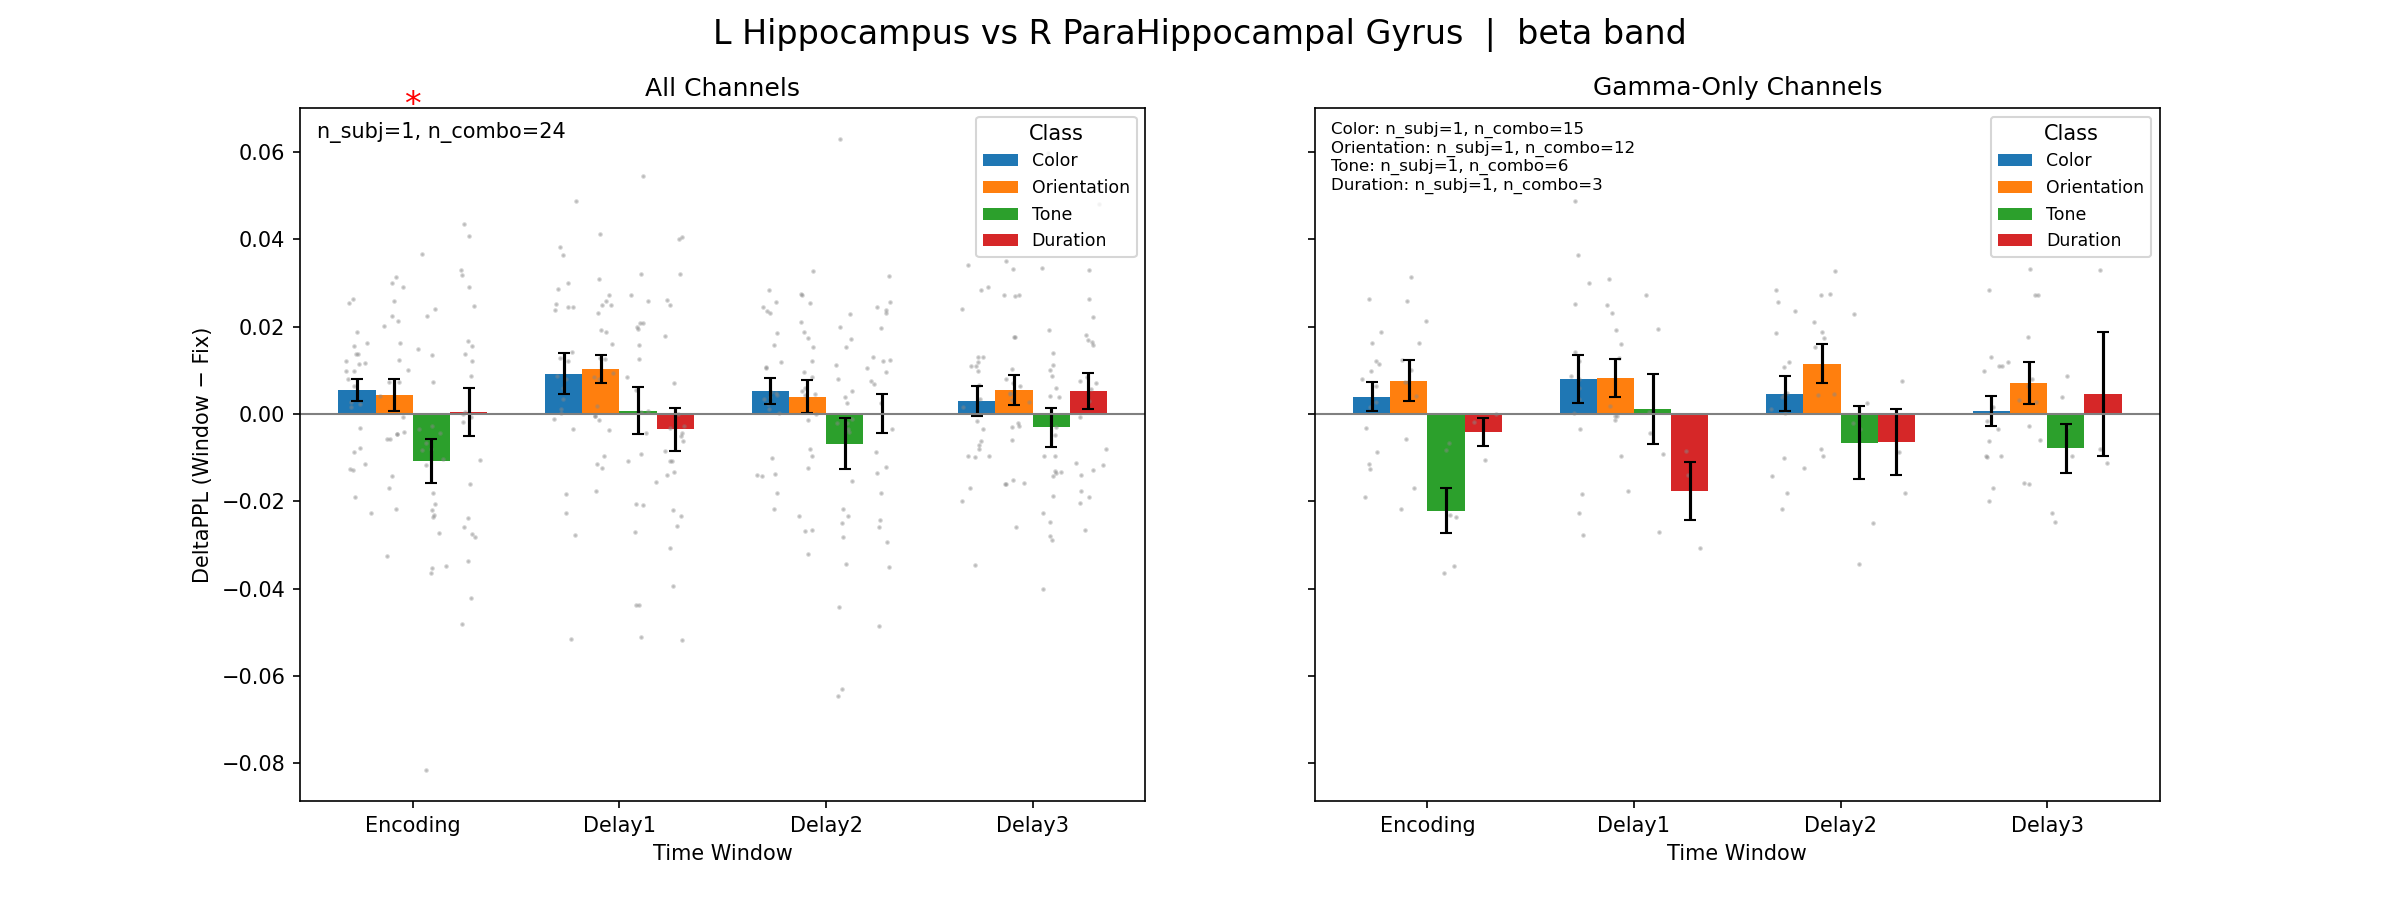 L Hippocampus vs R ParaHippocampal Gyrus | beta band
All Channels
*
n_subj=1, n_combo=24
Class
Color
Orientation
Tone
Duration
0.06
0.04
0.02
0.00
−0.02
−0.04
−0.06
−0.08
DeltaPPL (Window − Fix)
Encoding
Delay1
Delay2
Delay3
Time Window
Gamma-Only Channels
Color: n_subj=1, n_combo=15
Orientation: n_subj=1, n_combo=12
Tone: n_subj=1, n_combo=6
Duration: n_subj=1, n_combo=3
Class
Color
Orientation
Tone
Duration
Encoding
Delay1
Delay2
Delay3
Time Window